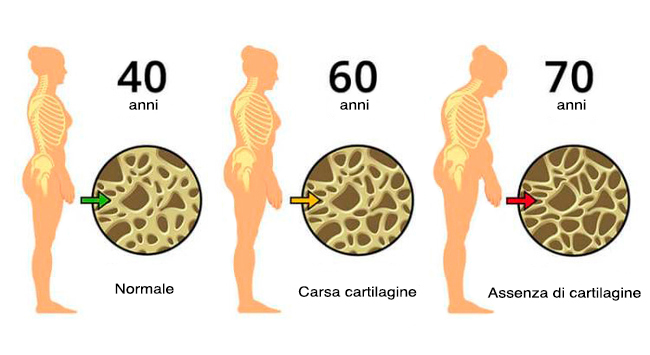 40
anni
60
anni
70
anni
Normale
Carsa cartilagine
Assenza di cartilagine